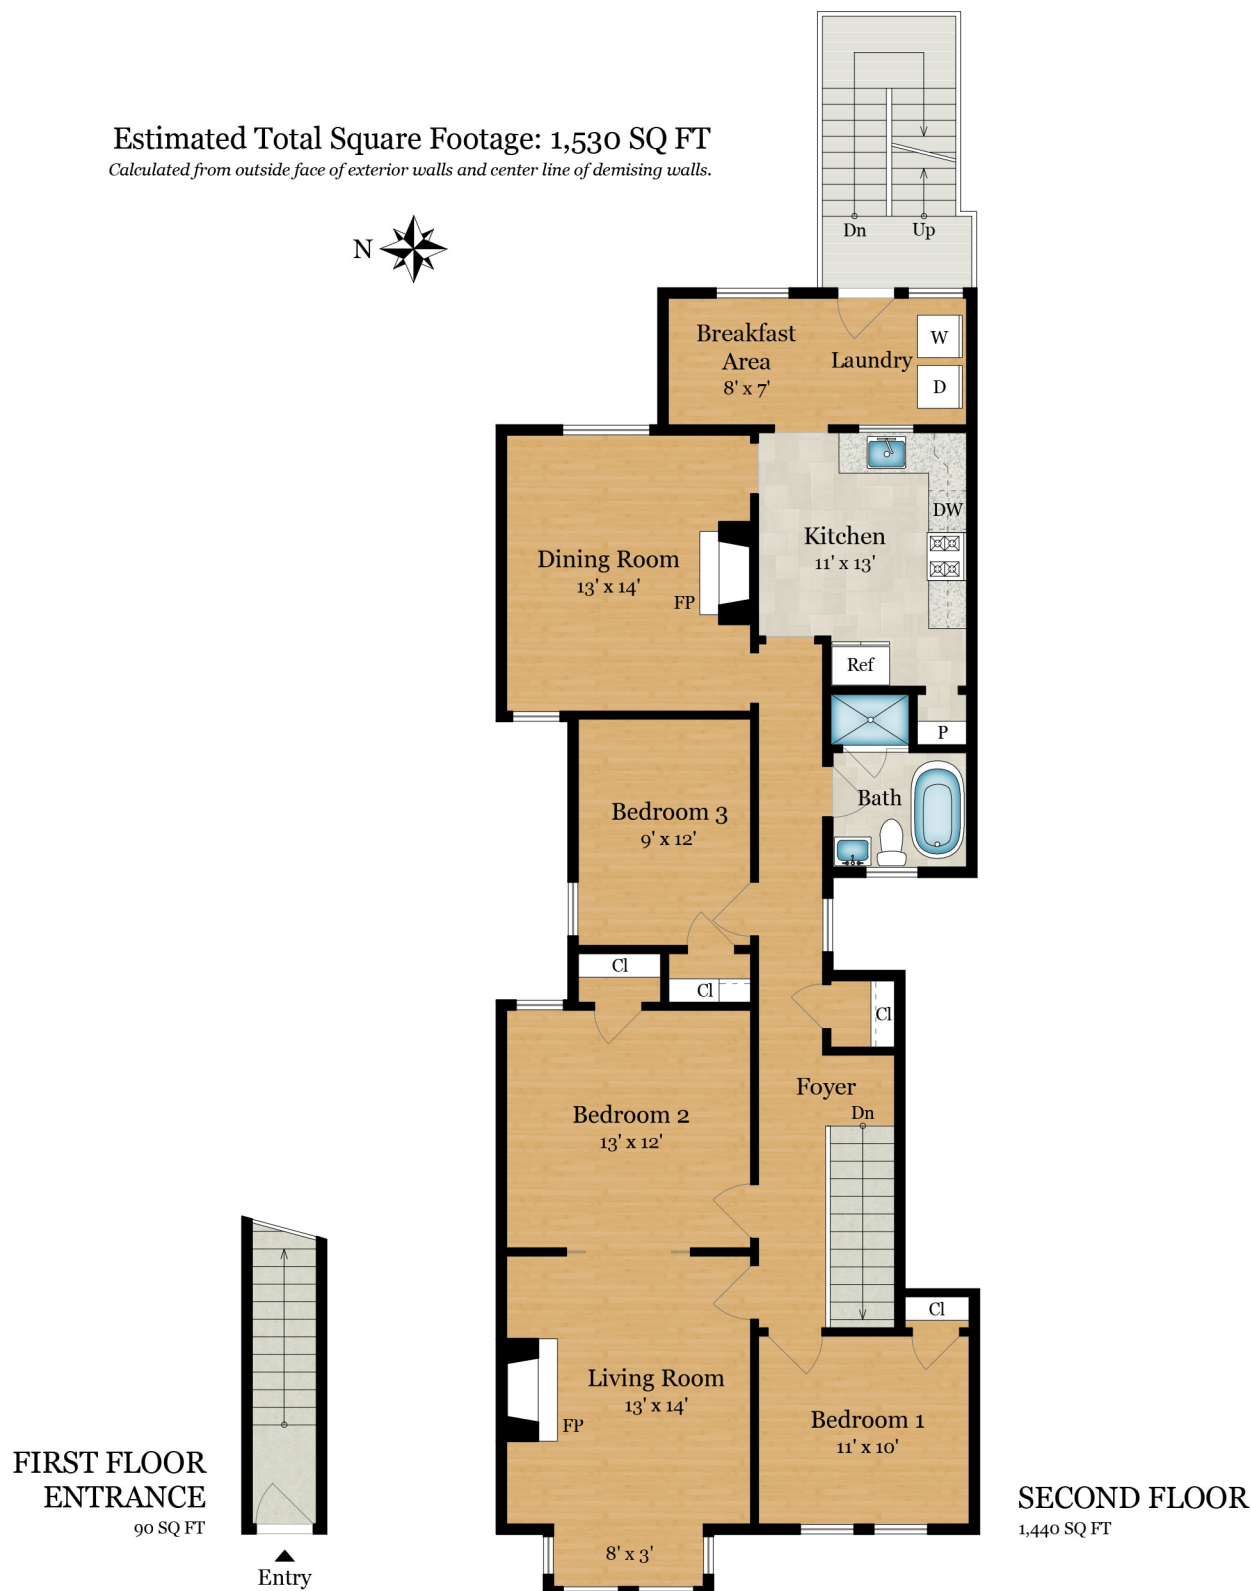 Estimated Total Square Footage: 1,530 SQ FT
Calculated from outside face of exterior walls and center line of demising walls.
N
Dn
Up
Breakfast
Area
8' x 7'
Laundry
W
D
Dining Room
13' x 14'
FP
Kitchen
11' x 13'
DW
Ref
P
Bath
Bedroom 3
9' x 12'
Cl
Cl
Cl
Foyer
Dn
Bedroom 2
13' x 12'
Cl
Living Room
13' x 14'
FP
Bedroom 1
11' x 10'
8' x 3'
FIRST FLOOR
ENTRANCE
90 SQ FT
Entry
SECOND FLOOR
1,440 SQ FT